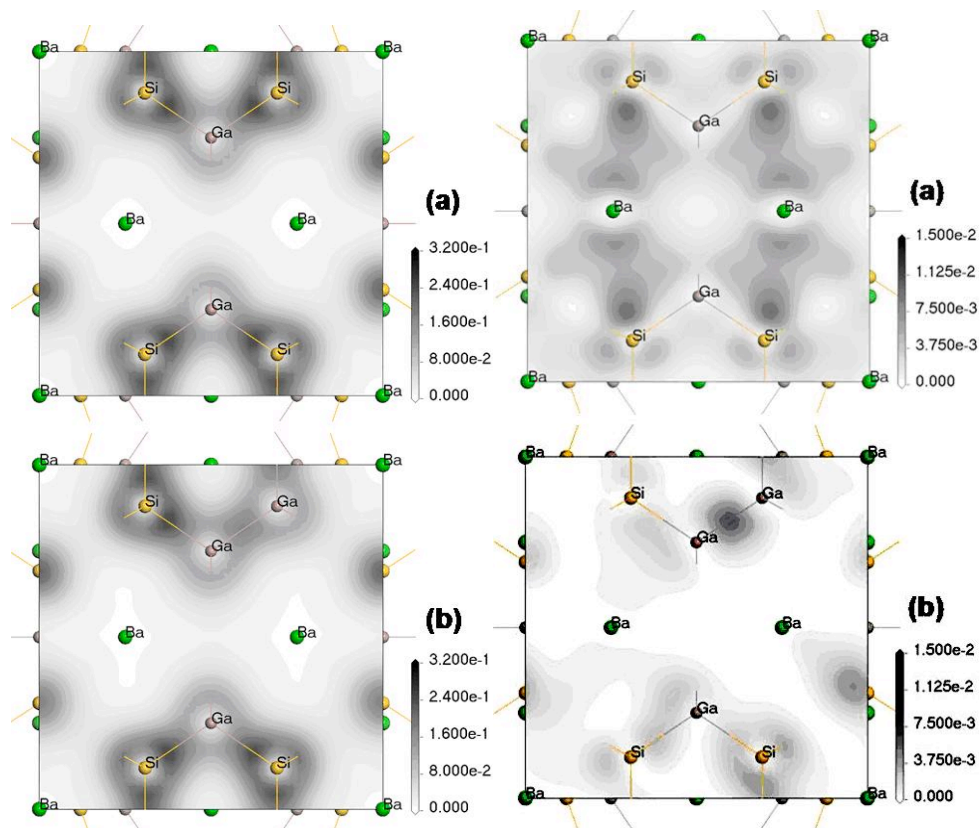 Ba Ba
Si Si
Ga
(a)
Ba Ba
3.200e-1
2.400e-1
Ga
1.600e-1
Si Si
8.000e-2
0.000
Ba Ba
Ba Ba
Si Si
Ga
(a)
Ba Ba
1.500e-2
1.125e-2
Ga
7.500e-3
Si Si
3.750e-3
0.000
Ba Ba
Ba Ba
Si Ga
Ga
(b)
Ba Ba
3.200e-1
2.400e-1
Ga
1.600e-1
Si Si
8.000e-2
0.000
Ba Ba
Ba Ba
Si Ga
Ga
(b)
Ba Ba
1.500e-2
1.125e-2
Ga
7.500e-3
Si Si
3.750e-3
0.000
Ba Ba